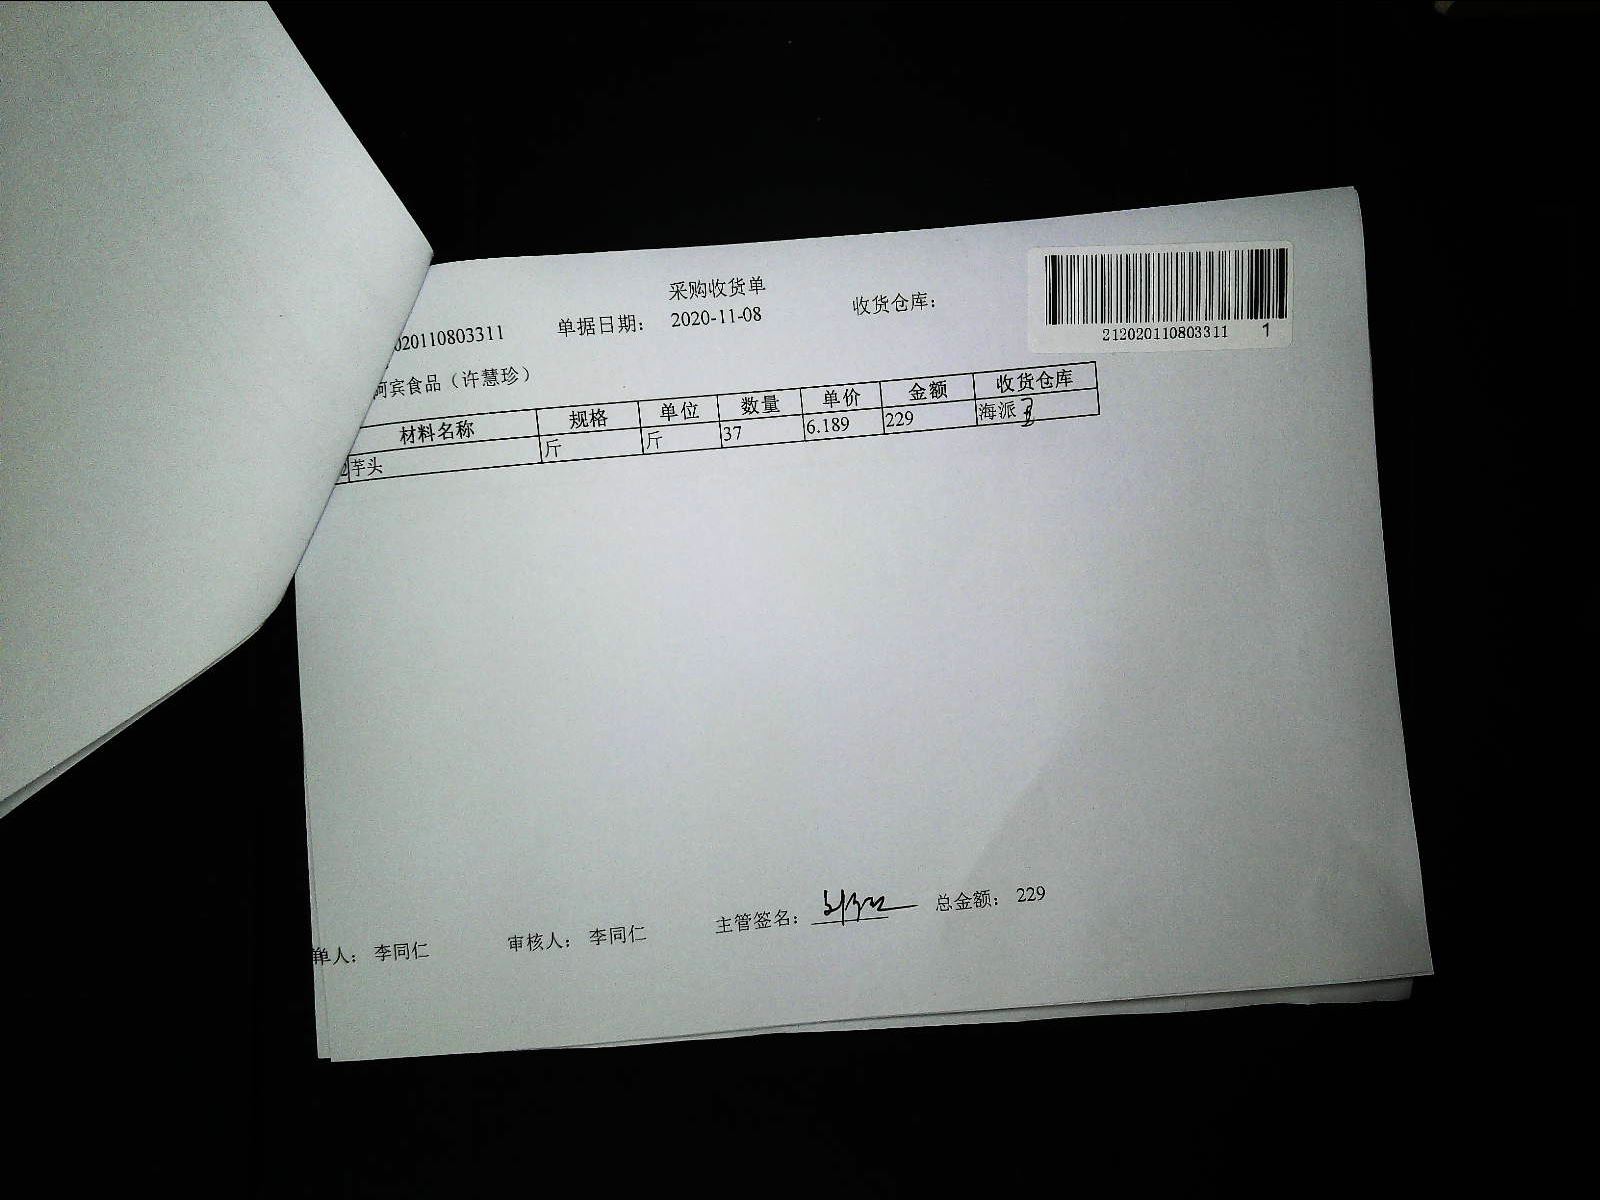 采购收货单
020110803311 单据日期: 2020-11-08 收货仓库:
212020110803311 1
阿宾食品（许慧珍）
材料名称 规格 单位 数量 单价 金额 收货仓库
2 芋头 斤 斤 37 6.189 229 海派
单人: 李同仁 审核人: 李同仁 主管签名: 总金额: 229